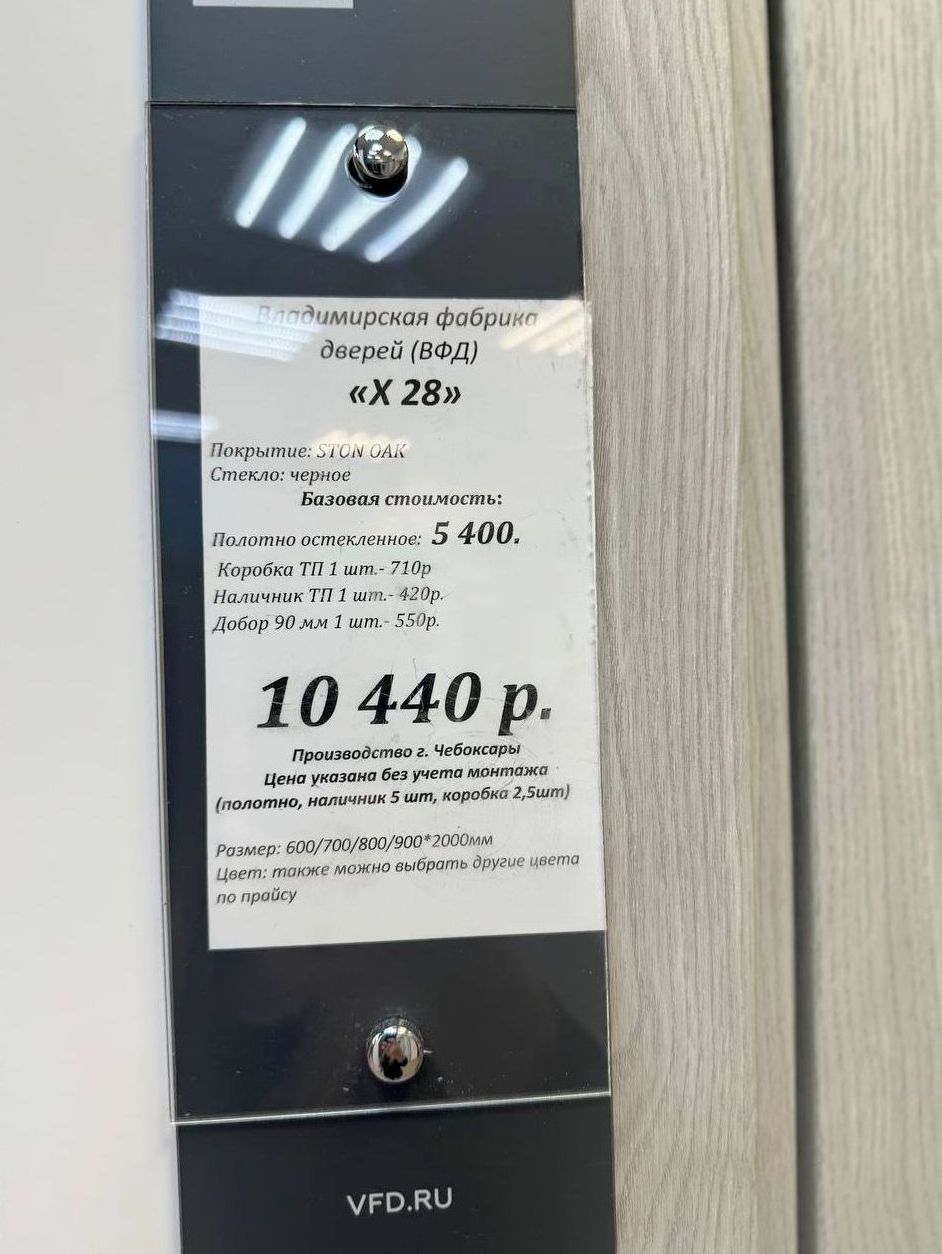 Владимирская фабрика
дверей (ВФД)
«Х 28»
Покрытие: STON OAK
Стекло: черное
Базовая стоимость:
Полотно остекленное: 5 400.
Коробка ТП 1 шт.- 710р
Наличник ТП 1 шт.- 420р.
Добор 90 мм 1 шт.- 550р.
10 440 р.
Производство г. Чебоксары
Цена указана без учета монтажа
(полотно, наличник 5 шт, коробка 2,5шт)
Размер: 600/700/800/900*2000мм
Цвет: также можно выбрать другие цвета
по прайсу
VFD.RU